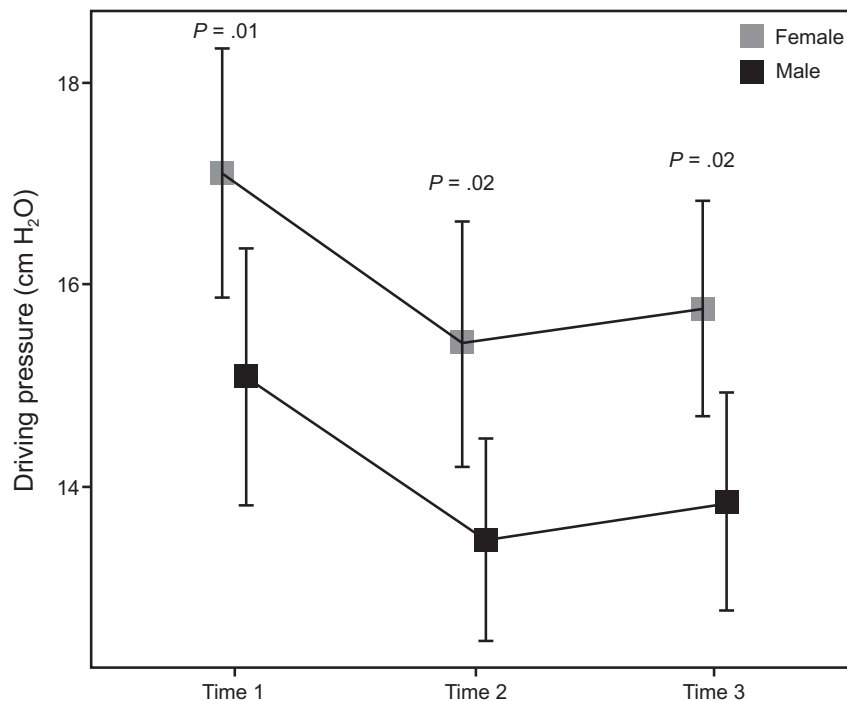 P = .01
Female
Male
18
P = .02
P = .02
16
14
Driving pressure (cm H₂O)
Time 1
Time 2
Time 3